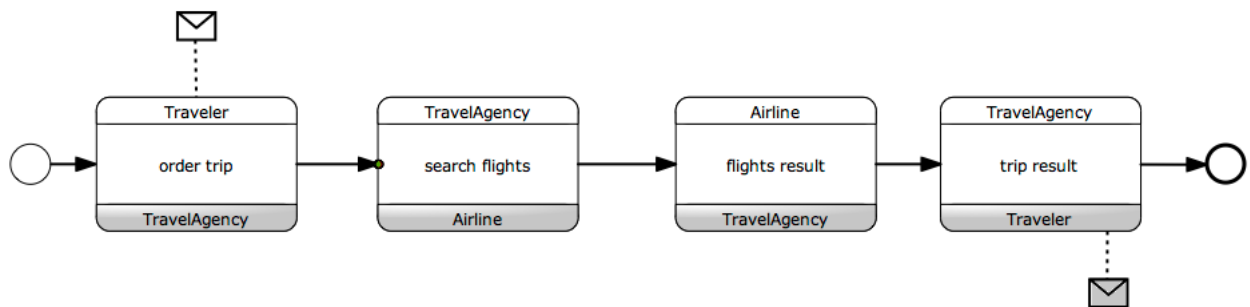 Traveler
order trip
TravelAgency
TravelAgency
search flights
Airline
Airline
flights result
TravelAgency
TravelAgency
trip result
Traveler